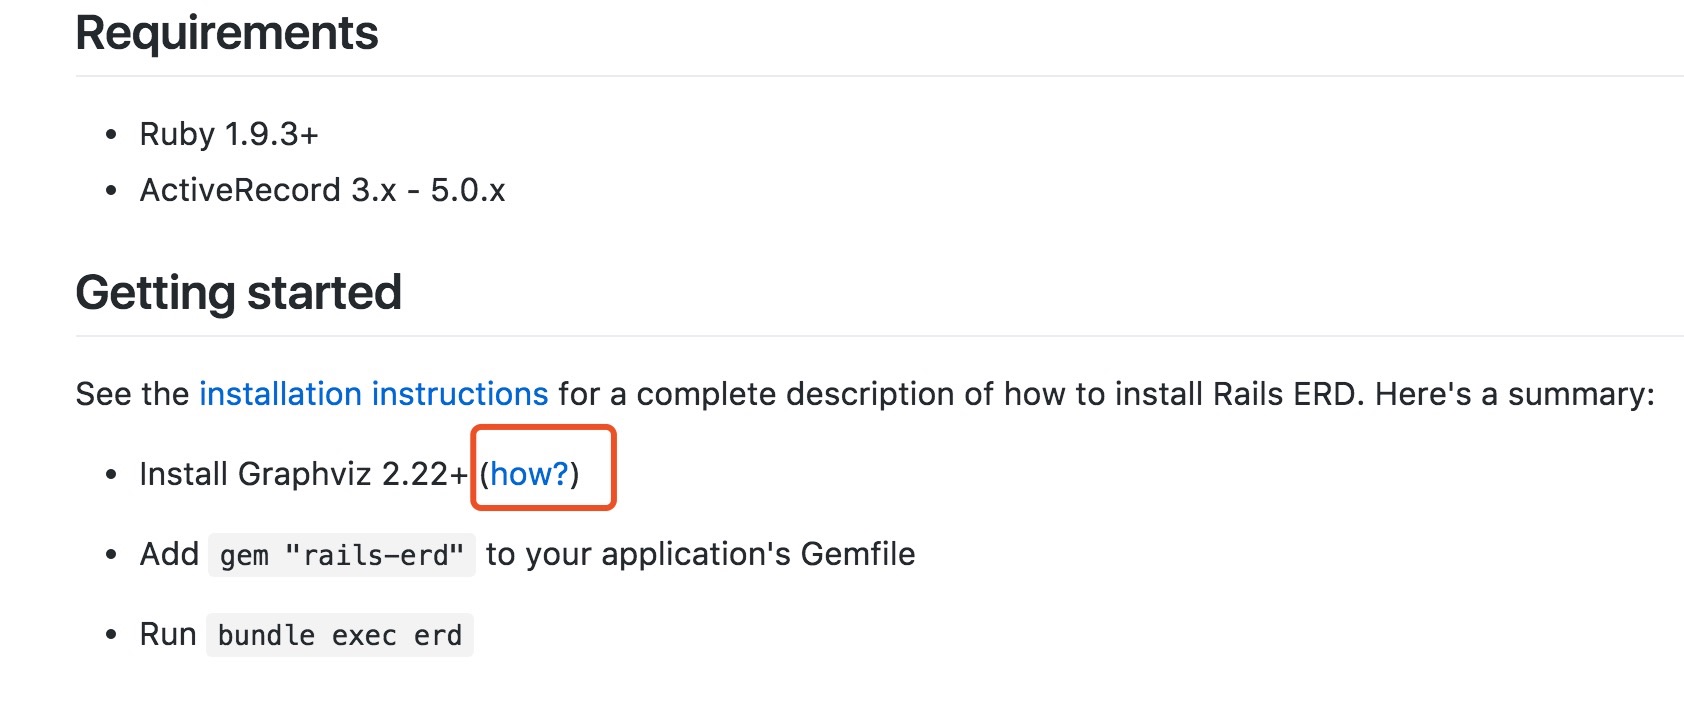 Requirements
• Ruby 1.9.3+
• ActiveRecord 3.x - 5.0.x
Getting started
See the installation instructions for a complete description of how to install Rails ERD. Here's a summary:
• Install Graphviz 2.22+ (how?)
• Add gem "rails-erd" to your application's Gemfile
• Run bundle exec erd